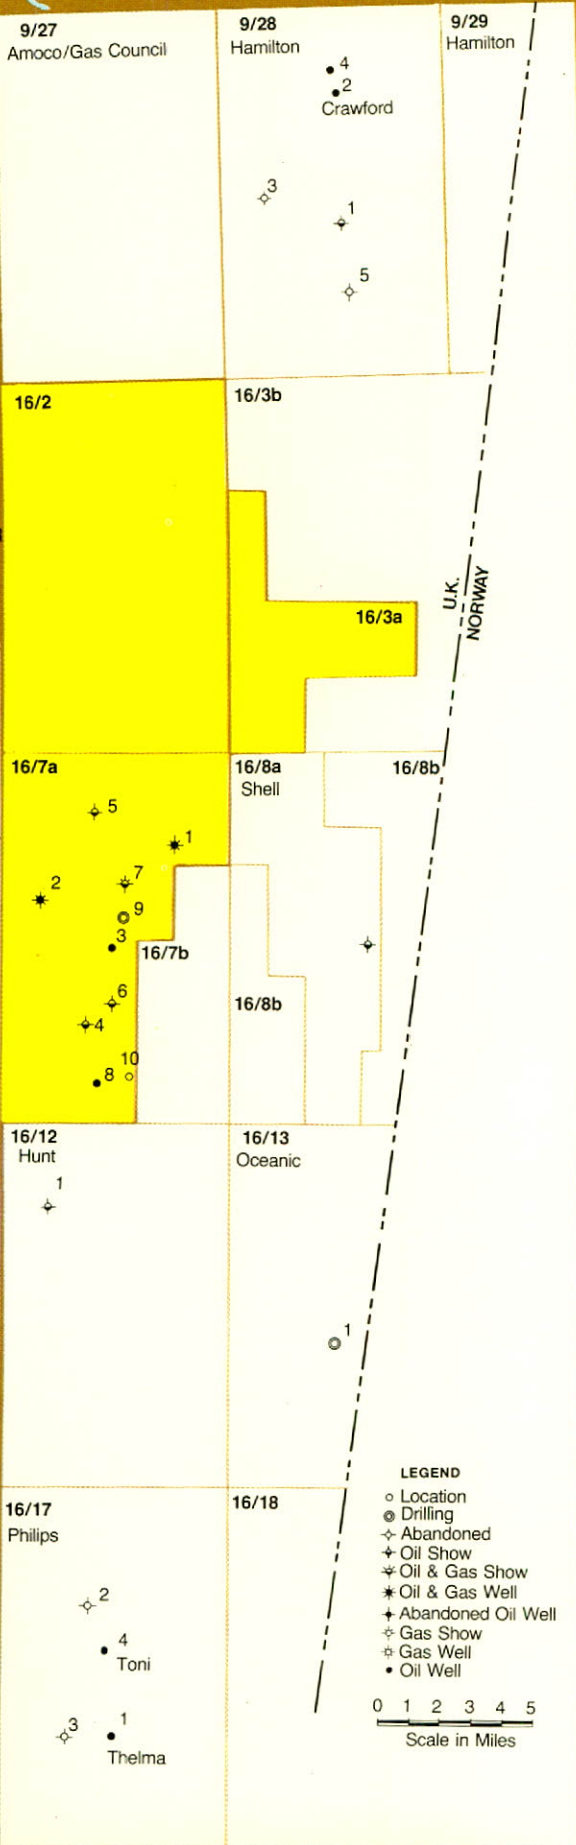 9/27
Amoco/Gas Council
9/28
Hamilton
9/29
Hamilton
4
2
Crawford
3
1
5
16/2
16/3b
16/3a
U.K.
NORWAY
16/7a
16/8a
Shell
16/8b
5
1
7
2
9
3
16/7b
6
16/8b
4
10
8
16/12
Hunt
16/13
Oceanic
1
1
16/17
Philips
16/18
2
4
Toni
3
1
Thelma
LEGEND
Location
Drilling
Abandoned
Oil Show
Oil & Gas Show
Oil & Gas Well
Abandoned Oil Well
Gas Show
Gas Well
Oil Well
0 1 2 3 4 5
Scale in Miles